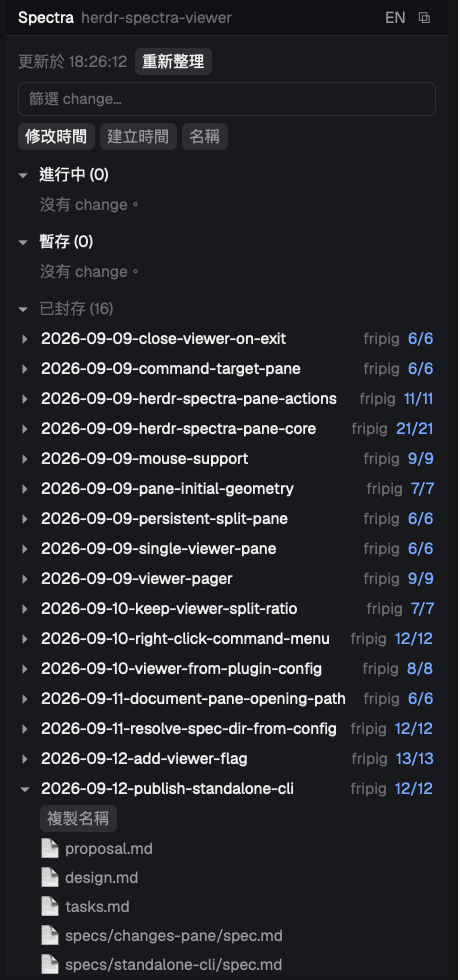 Spectra herdr-spectra-viewer EN
更新於 18:26:12 重新整理
篩選 change...
修改時間 建立時間 名稱
進行中 (0)
沒有 change。
暫存 (0)
沒有 change。
已封存 (16)
2026-09-09-close-viewer-on-exit fripig 6/6
2026-09-09-command-target-pane fripig 6/6
2026-09-09-herdr-spectra-pane-actions fripig 11/11
2026-09-09-herdr-spectra-pane-core fripig 21/21
2026-09-09-mouse-support fripig 9/9
2026-09-09-pane-initial-geometry fripig 7/7
2026-09-09-persistent-split-pane fripig 6/6
2026-09-09-single-viewer-pane fripig 6/6
2026-09-09-viewer-pager fripig 9/9
2026-09-10-keep-viewer-split-ratio fripig 7/7
2026-09-10-right-click-command-menu fripig 12/12
2026-09-10-viewer-from-plugin-config fripig 8/8
2026-09-11-document-pane-opening-path fripig 6/6
2026-09-11-resolve-spec-dir-from-config fripig 12/12
2026-09-12-add-viewer-flag fripig 13/13
2026-09-12-publish-standalone-cli fripig 12/12
複製名稱
proposal.md
design.md
tasks.md
specs/changes-pane/spec.md
specs/standalone-cli/spec.md